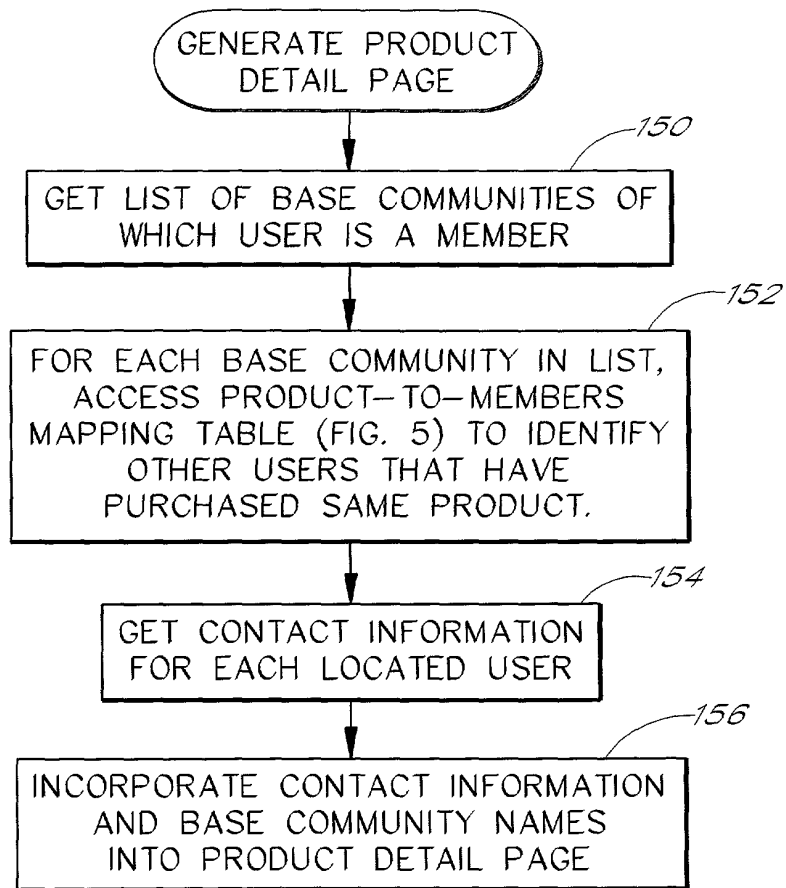 GENERATE PRODUCT
DETAIL PAGE
150
GET LIST OF BASE COMMUNITIES OF
WHICH USER IS A MEMBER
152
FOR EACH BASE COMMUNITY IN LIST,
ACCESS PRODUCT-TO-MEMBERS
MAPPING TABLE (FIG. 5) TO IDENTIFY
OTHER USERS THAT HAVE
PURCHASED SAME PRODUCT.
154
GET CONTACT INFORMATION
FOR EACH LOCATED USER
156
INCORPORATE CONTACT INFORMATION
AND BASE COMMUNITY NAMES
INTO PRODUCT DETAIL PAGE